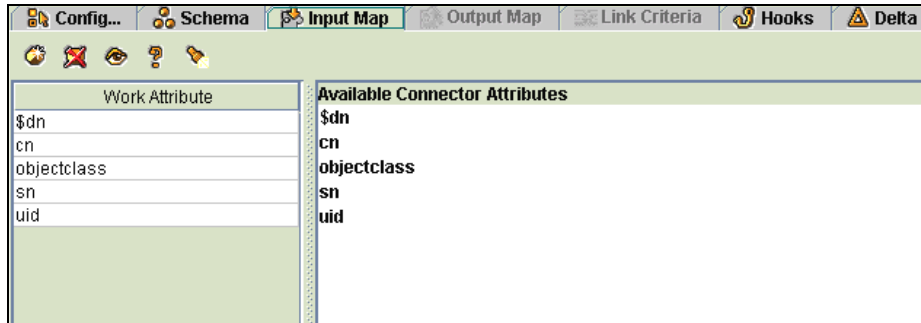 Config... Schema Input Map Output Map Link Criteria Hooks Delta
Work Attribute
$dn
cn
objectclass
sn
uid
Available Connector Attributes
$dn
cn
objectclass
sn
uid